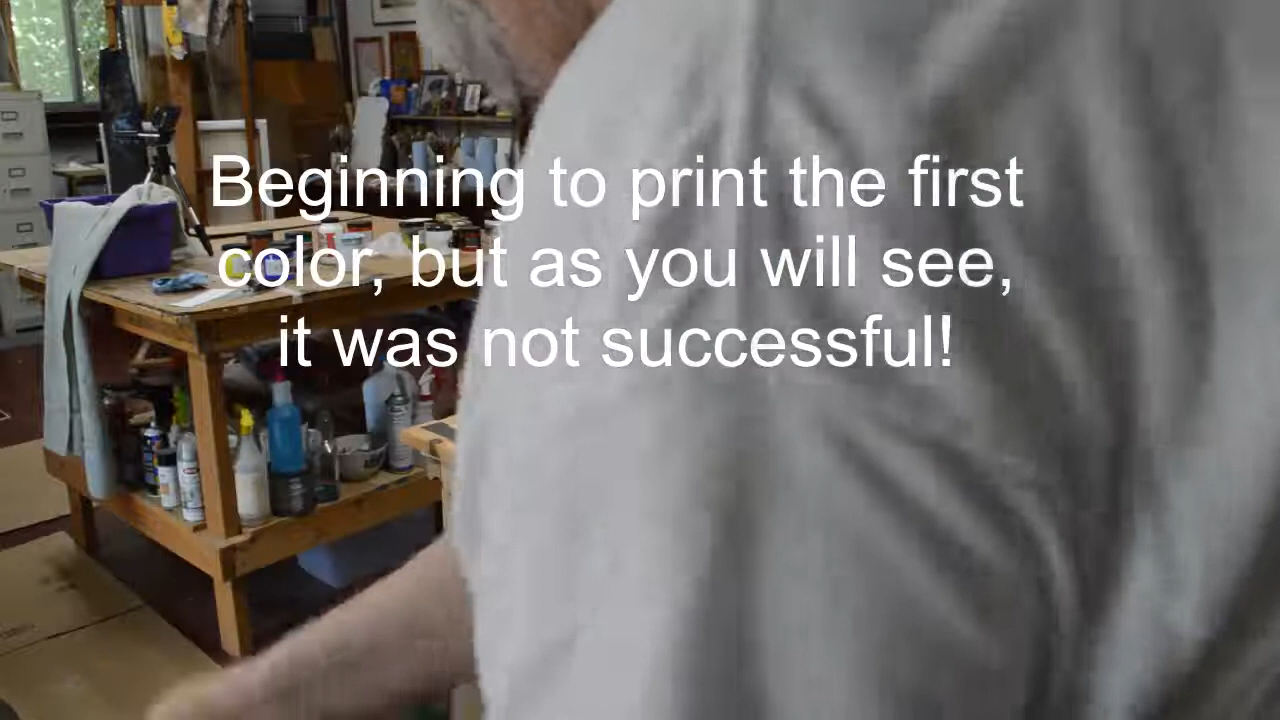 Beginning to print the first
color, but as you will see,
it was not successful!